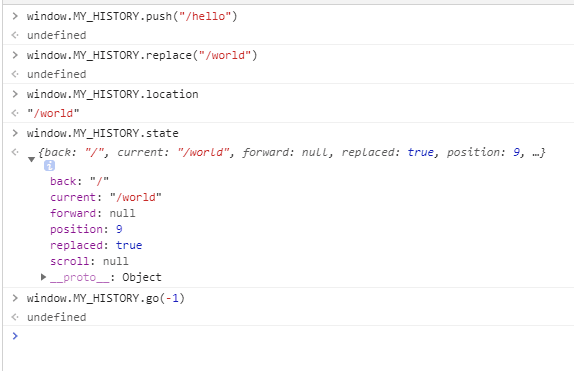 > window.MY_HISTORY.push("/hello")
< undefined
> window.MY_HISTORY.replace("/world")
< undefined
> window.MY_HISTORY.location
< "/world"
> window.MY_HISTORY.state
< {back: "/", current: "/world", forward: null, replaced: true, position: 9, …}
i
back: "/"
current: "/world"
forward: null
position: 9
replaced: true
scroll: null
__proto__: Object
> window.MY_HISTORY.go(-1)
< undefined
>